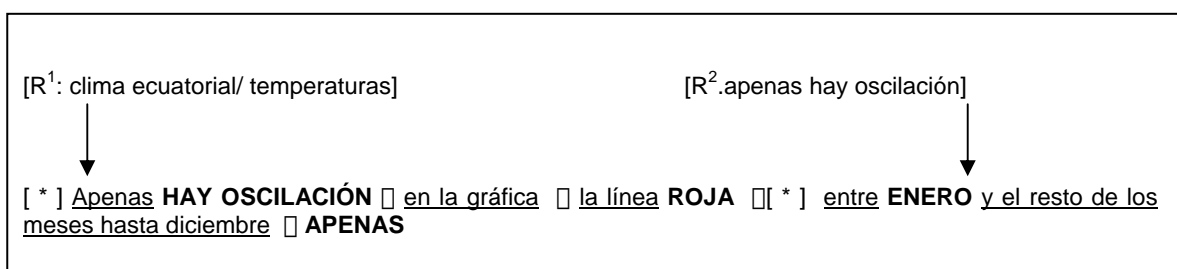 [R¹: clima ecuatorial/ temperaturas] [R².apenas hay oscilación]
[ * ] Apenas HAY OSCILACIÓN ▯ en la gráfica ▯ la línea ROJA ▯[ * ] entre ENERO y el resto de los
meses hasta diciembre ▯ APENAS